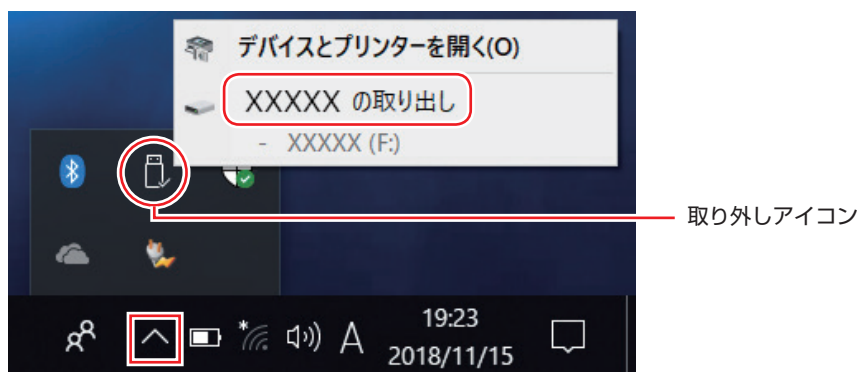 デバイスとプリンターを開く(O)
XXXXX の取り出し
- XXXXX (F:)
取り外しアイコン
A
19:23
2018/11/15